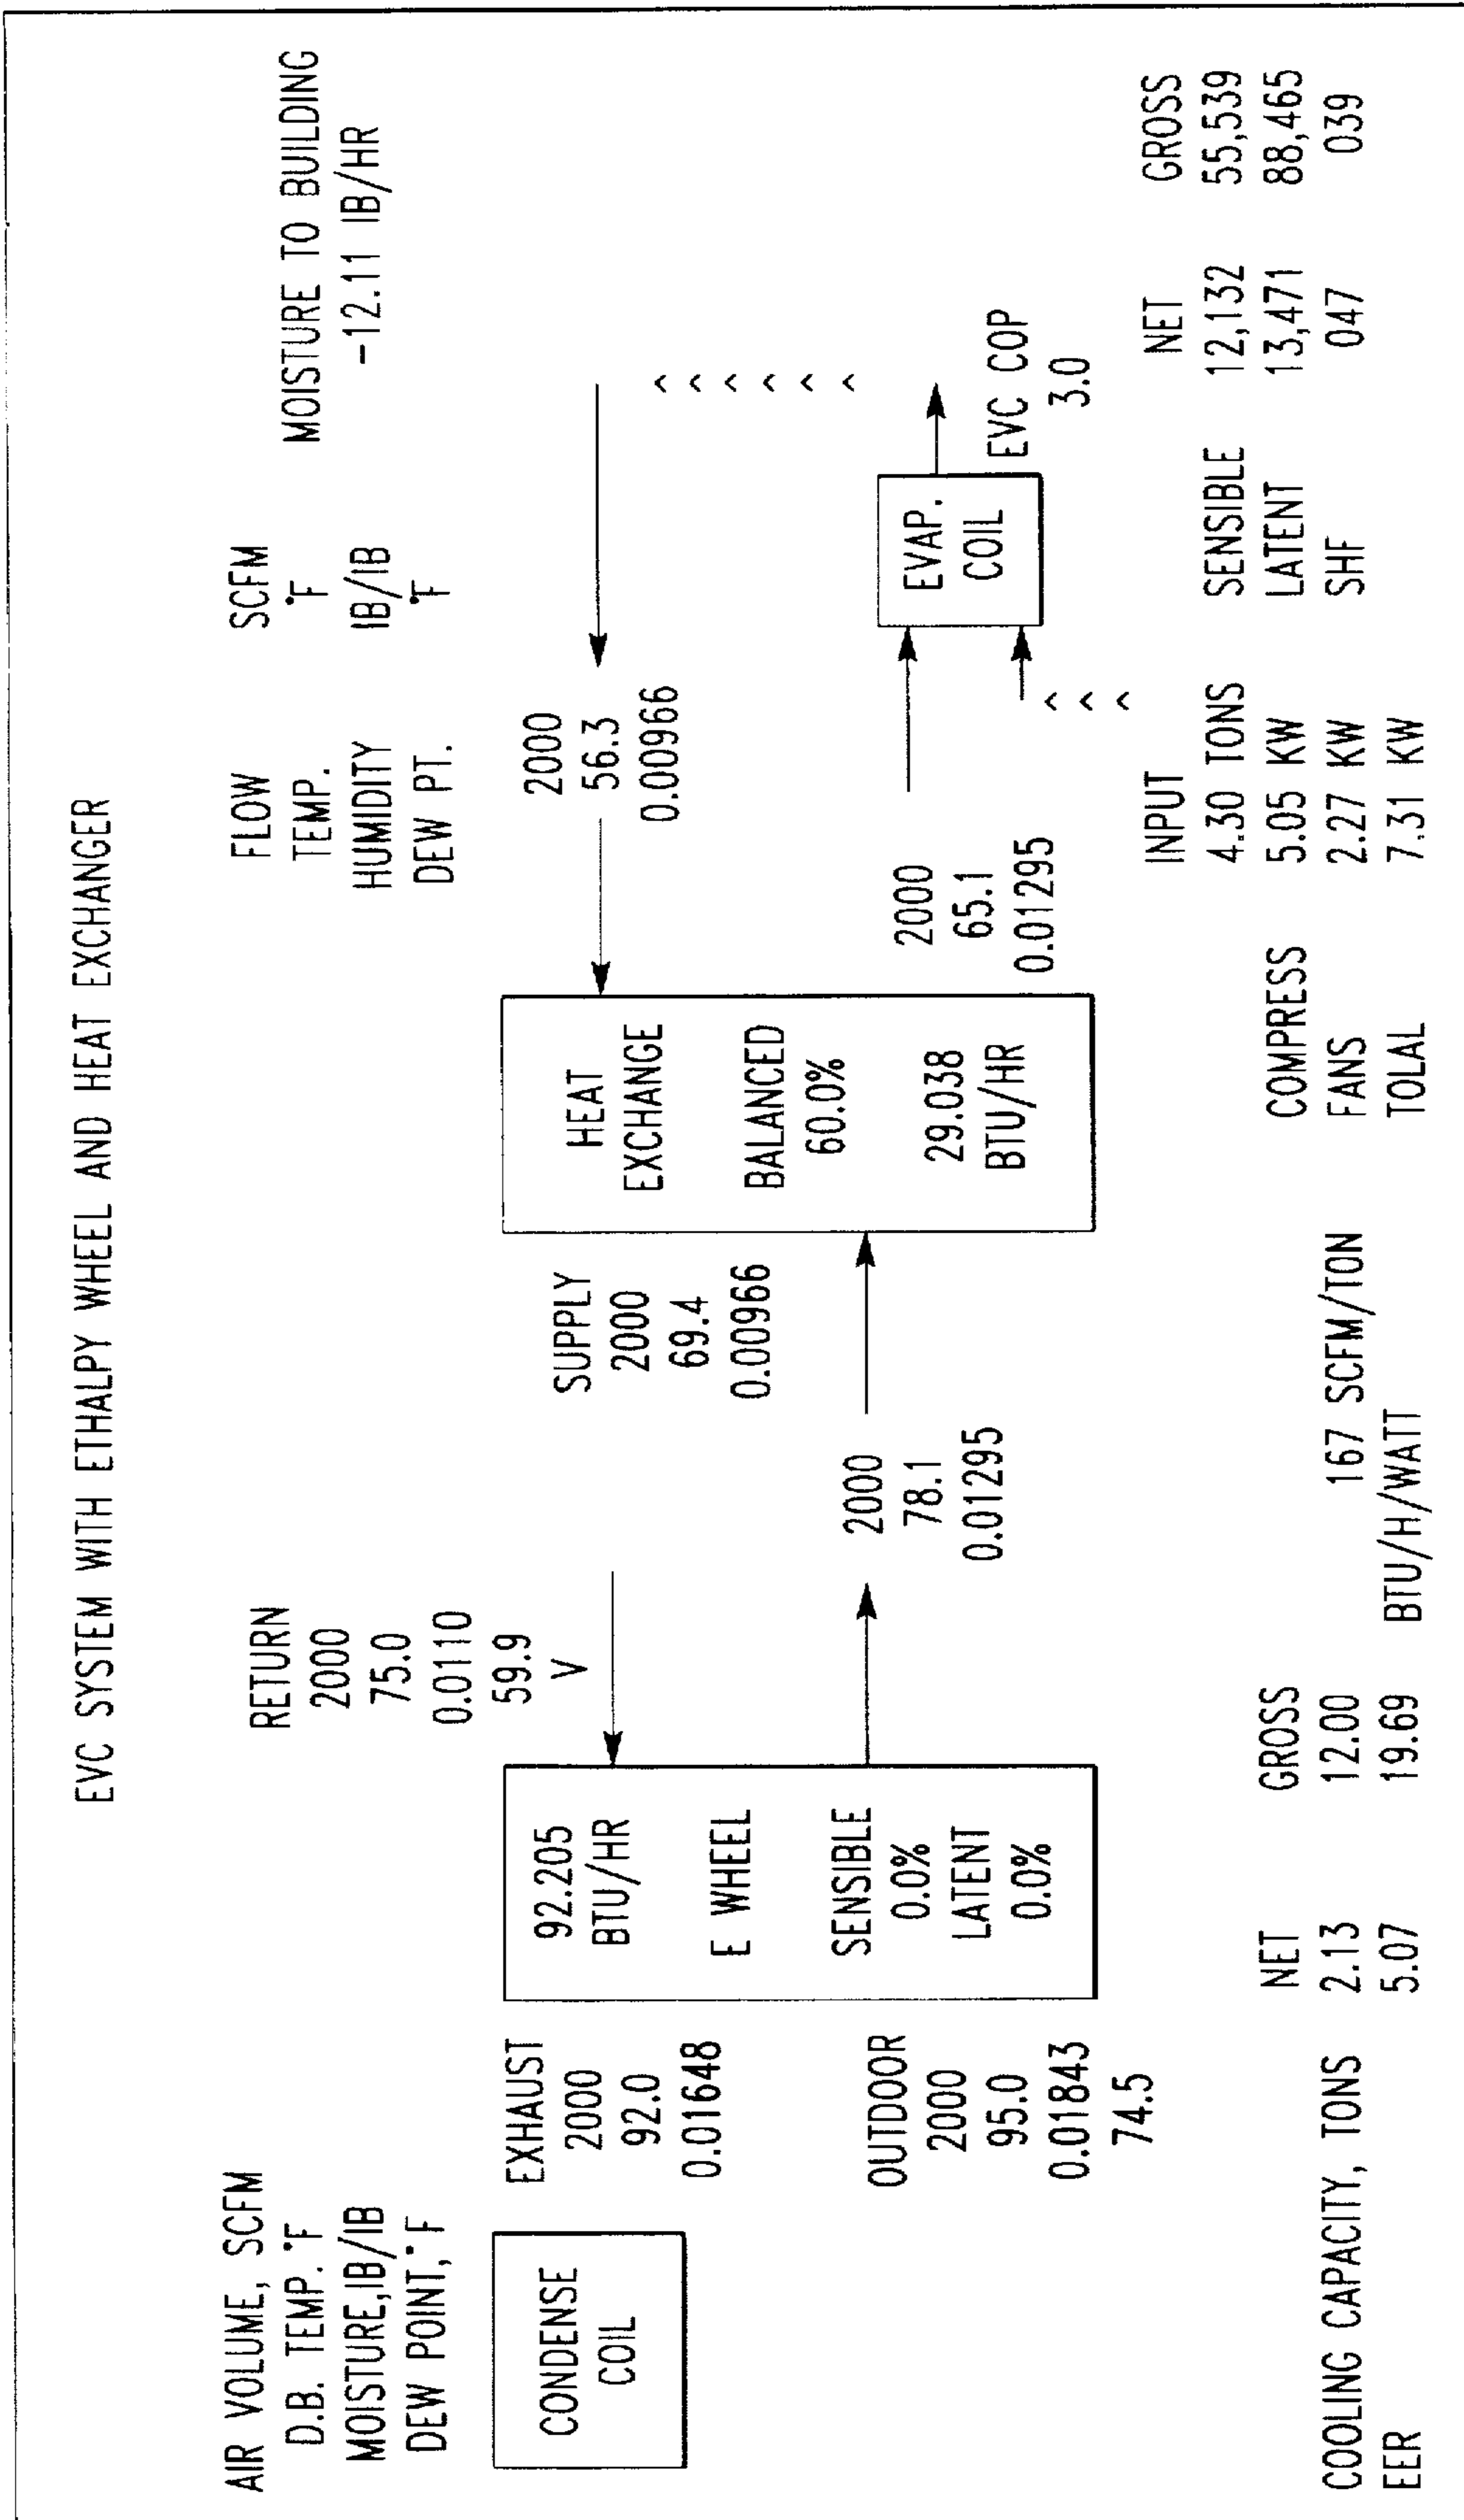 EVC SYSTEM WITH ETHALPY WHEEL AND HEAT EXCHANGER
AIR VOLUME, SCFM
D.B. TEMP. °F
MOISTURE,IB/IB
DEW POINT,°F
RETURN
2000
75.0
0.0110
59.9
V
FLOW SCFM
TEMP. °F
HUMIDITY IB/IB
DEW PT. °F
MOISTURE TO BUILDING
-12.11 IB/HR
CONDENSE
COIL
EXHAUST
2000
92.0
0.01648
92.205
BTU/HR
E WHEEL
SENSIBLE
0.0%
LATENT
0.0%
SUPPLY
2000
69.4
0.00966
HEAT
EXCHANGE
BALANCED
60.0%
29.038
BTU/HR
2000
56.3
0.00966
< < < < < <
OUTDOOR
2000
95.0
0.01843
74.5
2000
78.1
0.01295
2000
65.1
0.01295
EVAP.
COIL
EVC COP
3.0
< < <
NET GROSS
COOLING CAPACITY, TONS 2.13 12.00 167 SCFM/TON
EER 5.07 19.69 BTU/H/WATT
INPUT
4.30 TONS
COMPRESS 5.05 KW
FANS 2.27 KW
TOLAL 7.31 KW
NET GROSS
SENSIBLE 12,132 55,539
LATENT 13,471 88,465
SHF 047 039